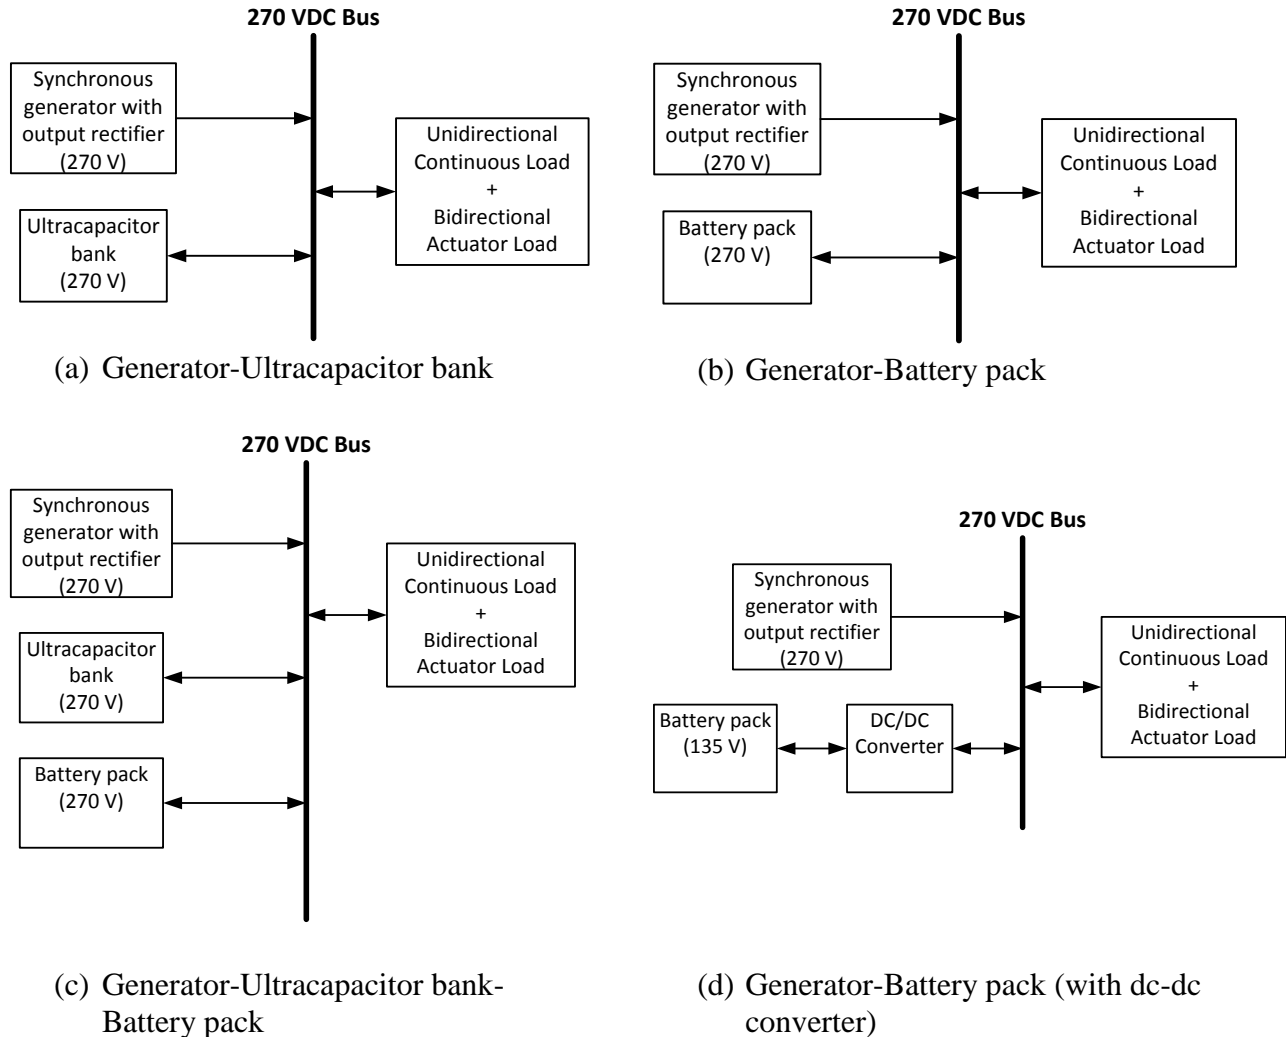 270 VDC Bus
Synchronous
generator with
output rectifier
(270 V)
Ultracapacitor
bank
(270 V)
Unidirectional
Continuous Load
+
Bidirectional
Actuator Load
(a) Generator-Ultracapacitor bank
270 VDC Bus
Synchronous
generator with
output rectifier
(270 V)
Battery pack
(270 V)
Unidirectional
Continuous Load
+
Bidirectional
Actuator Load
(b) Generator-Battery pack
270 VDC Bus
Synchronous
generator with
output rectifier
(270 V)
Ultracapacitor
bank
(270 V)
Battery pack
(270 V)
Unidirectional
Continuous Load
+
Bidirectional
Actuator Load
(c) Generator-Ultracapacitor bank-
Battery pack
270 VDC Bus
Synchronous
generator with
output rectifier
(270 V)
Battery pack
(135 V)
DC/DC
Converter
Unidirectional
Continuous Load
+
Bidirectional
Actuator Load
(d) Generator-Battery pack (with dc-dc
converter)